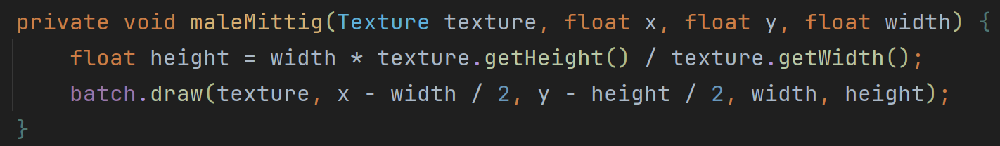 private void maleMittig(Texture texture, float x, float y, float width) {
    float height = width * texture.getHeight() / texture.getWidth();
    batch.draw(texture, x - width / 2, y - height / 2, width, height);
}